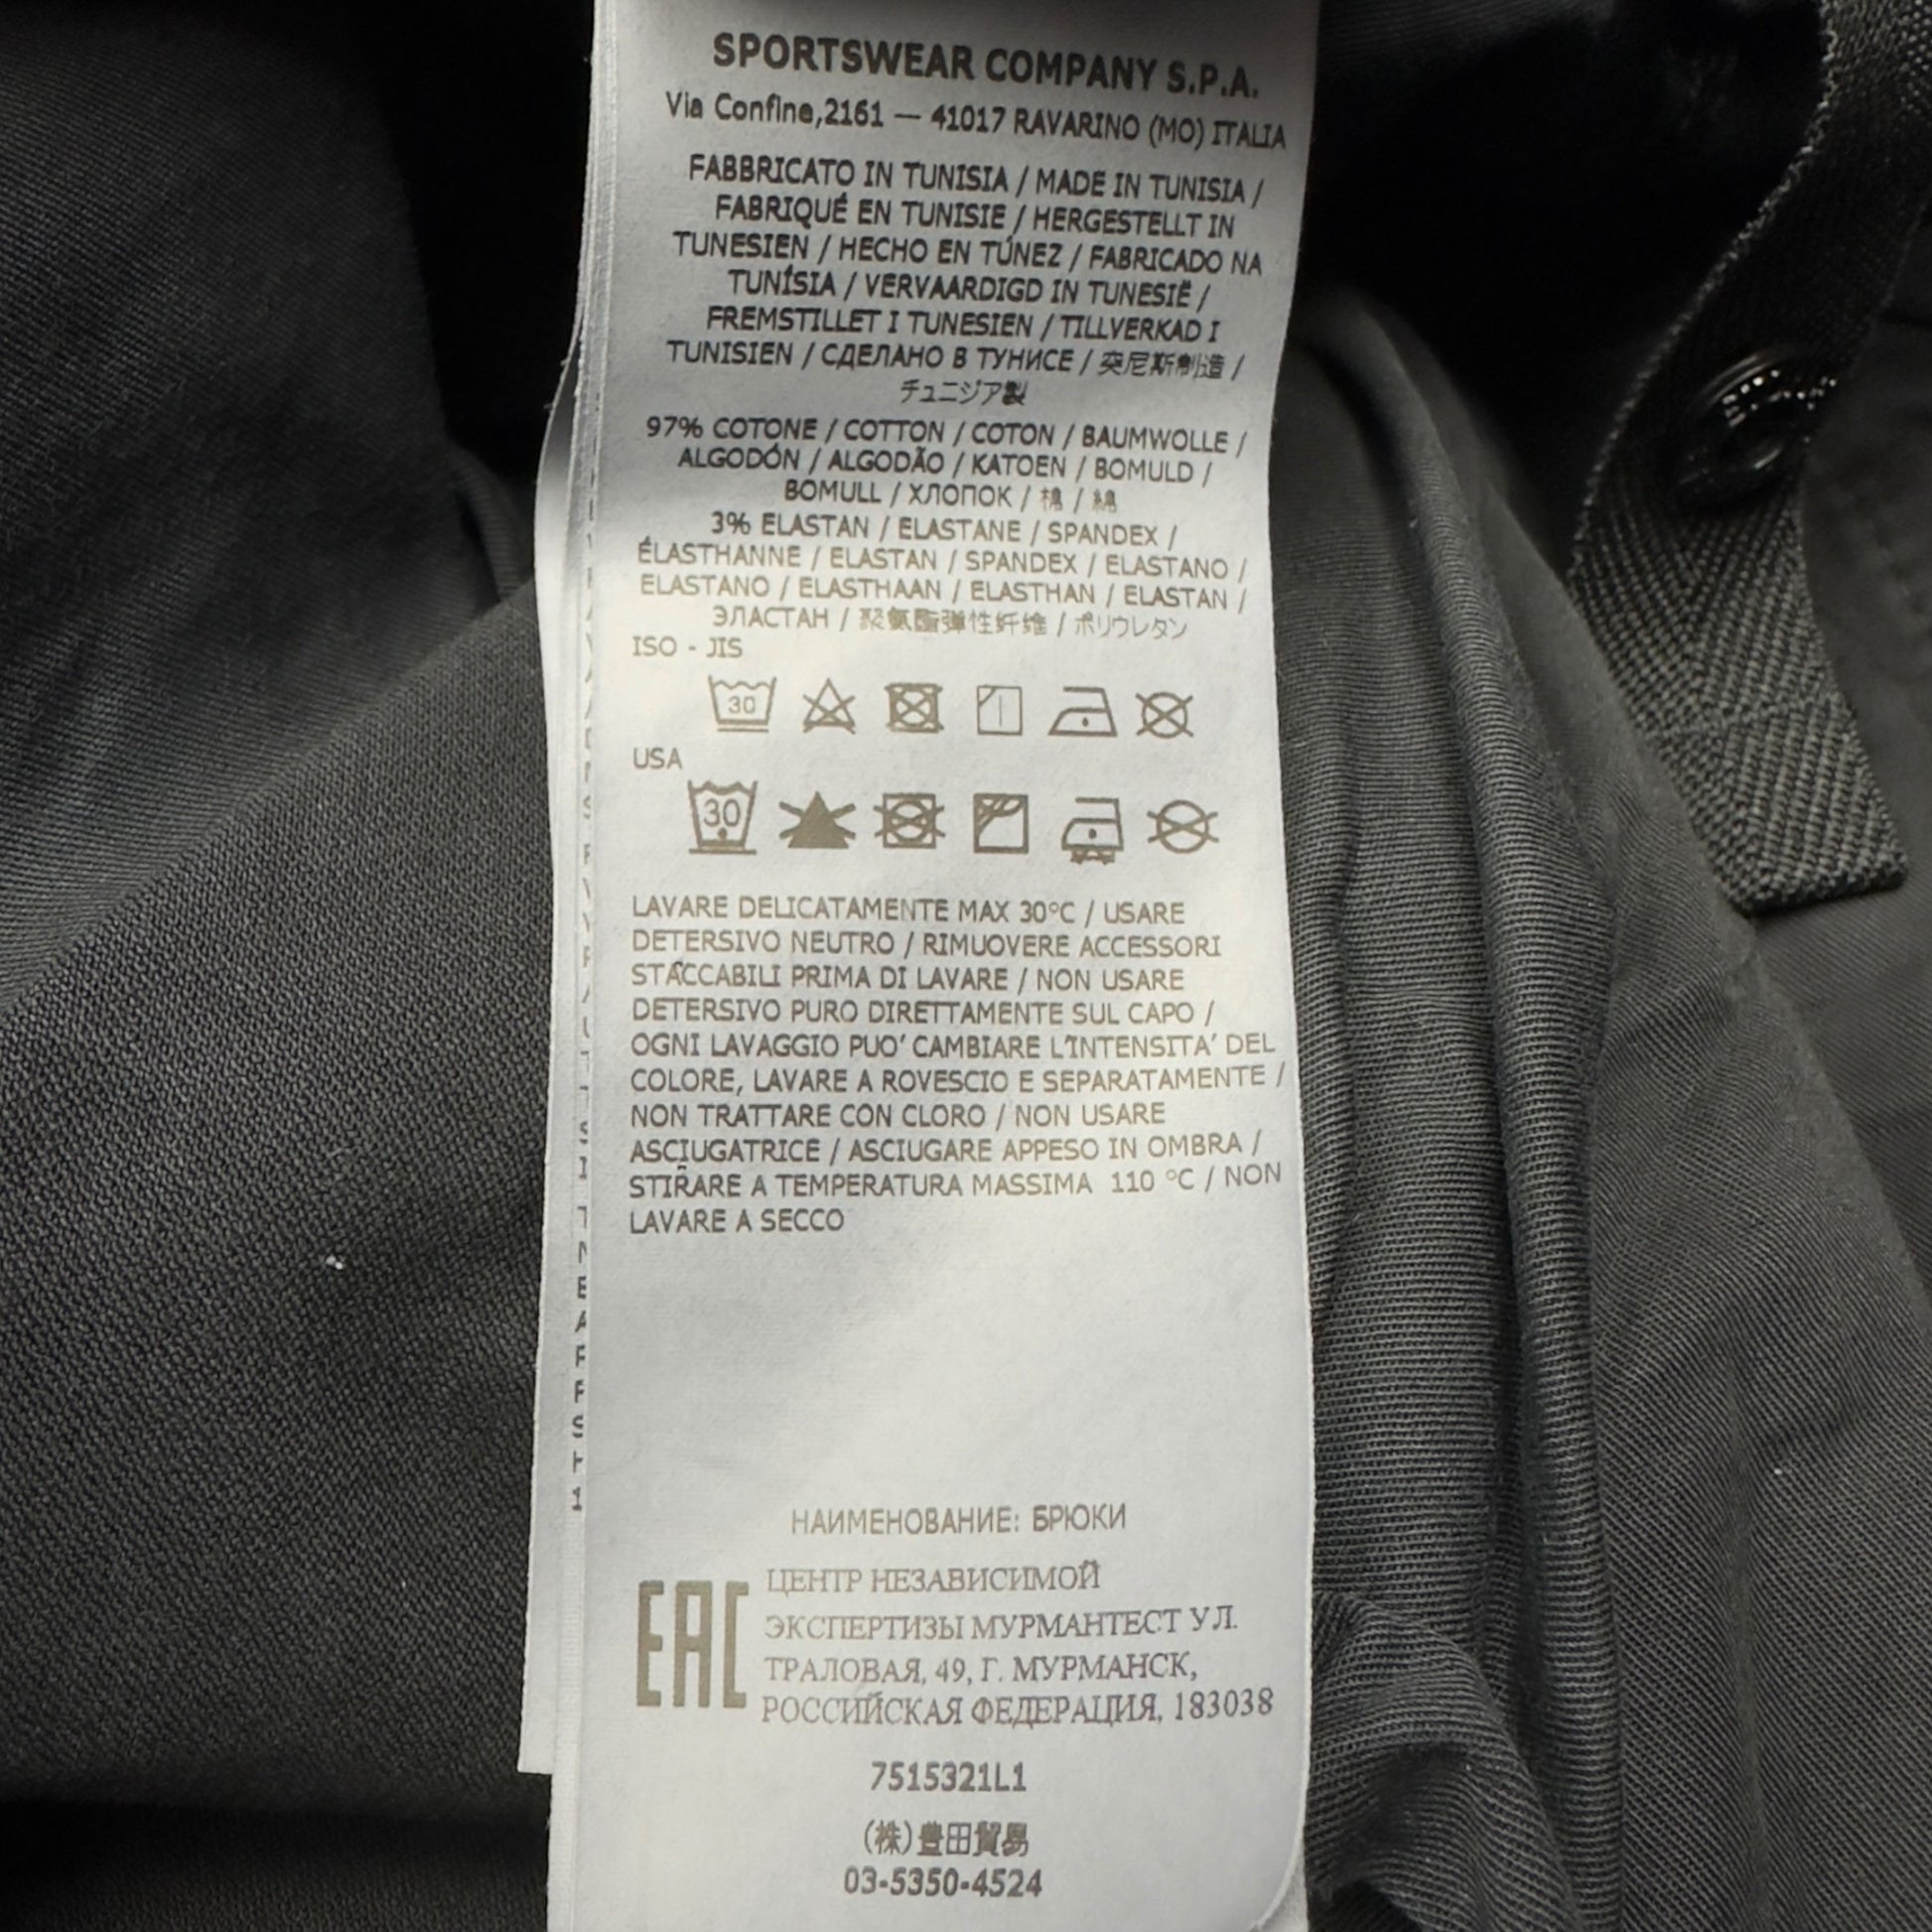 SPORTSWEAR COMPANY S.P.A.
Via Confine,2161 — 41017 RAVARINO (MO) ITALIA
FABBRICATO IN TUNISIA / MADE IN TUNISIA /
FABRIQUÉ EN TUNISIE / HERGESTELLT IN
TUNESIEN / HECHO EN TÚNEZ / FABRICADO NA
TUNÍSIA / VERVAARDIGD IN TUNESIË /
FREMSTILLET I TUNESIEN / TILLVERKAD I
TUNISIEN / СДЕЛАНО В ТУНИСЕ / 突尼斯制造 /
チュニジア製
97% COTONE / COTTON / COTON / BAUMWOLLE /
ALGODÓN / ALGODÃO / KATOEN / BOMULD /
BOMULL / ХЛОПОК / 棉 / 綿
3% ELASTAN / ELASTANE / SPANDEX /
ÉLASTHANNE / ELASTAN / SPANDEX / ELASTANO /
ELASTANO / ELASTHAAN / ELASTHAN / ELASTAN /
ЭЛАСТАН / 聚氨酯弹性纤维 / ポリウレタン
ISO - JIS
30
USA
30
LAVARE DELICATAMENTE MAX 30°C / USARE
DETERSIVO NEUTRO / RIMUOVERE ACCESSORI
STACCABILI PRIMA DI LAVARE / NON USARE
DETERSIVO PURO DIRETTAMENTE SUL CAPO /
OGNI LAVAGGIO PUO' CAMBIARE L'INTENSITA' DEL
COLORE, LAVARE A ROVESCIO E SEPARATAMENTE /
NON TRATTARE CON CLORO / NON USARE
ASCIUGATRICE / ASCIUGARE APPESO IN OMBRA /
STIRARE A TEMPERATURA MASSIMA 110 °C / NON
LAVARE A SECCO
НАИМЕНОВАНИЕ: БРЮКИ
EAC
ЦЕНТР НЕЗАВИСИМОЙ
ЭКСПЕРТИЗЫ МУРМАНТЕСТ УЛ.
ТРАЛОВАЯ, 49, Г. МУРМАНСК,
РОССИЙСКАЯ ФЕДЕРАЦИЯ, 183038
7515321L1
(株)豊田貿易
03-5350-4524